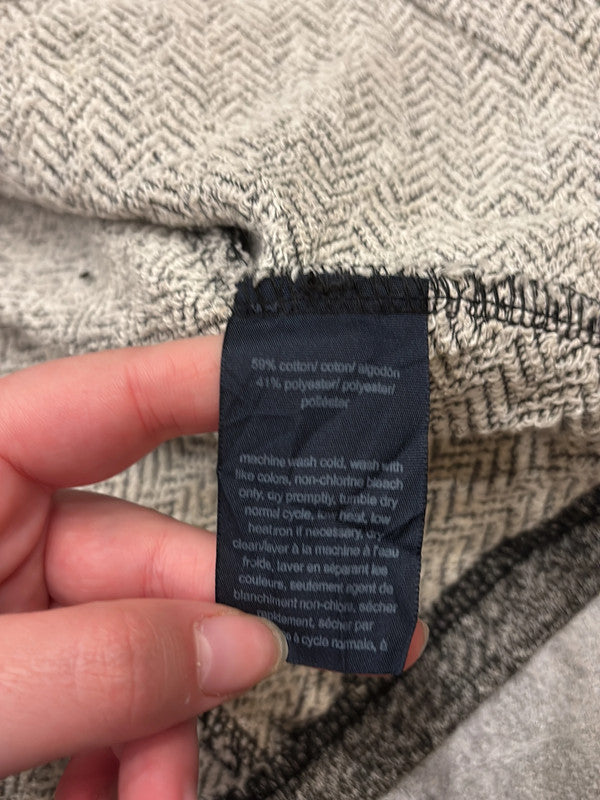 59% cotton/ coton/ algodón
41% polyester/ polyester/
poliéster
machine wash cold, wash with
like colors, non-chlorine bleach
only, dry promptly, tumble dry
normal cycle, low heat, low
heat iron if necessary, dry
clean/laver à la machine à l'eau
froide, laver en séparant les
couleurs, seulement agent de
blanchiment non-chlore, sécher
rapidement, sécher par
à cycle normale, à